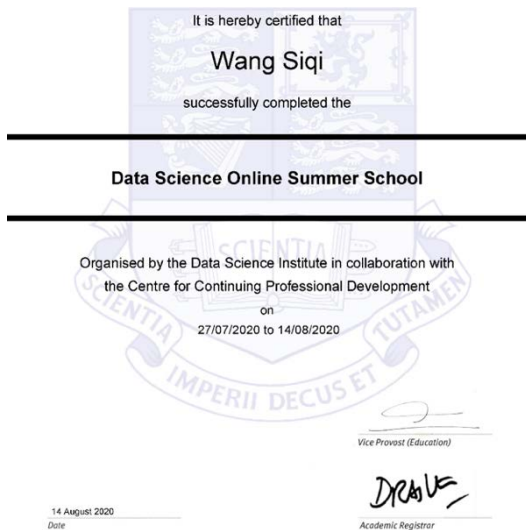 It is hereby certified that
Wang Siqi
successfully completed the
Data Science Online Summer School
SCIENTIA
Organised by the Data Science Institute in collaboration with
the Centre for Continuing Professional Development
on
27/07/2020 to 14/08/2020
SCIENTIA IMPERII DECUS ET TUTAMEN
Vice Provost (Education)
14 August 2020
Date
Academic Registrar